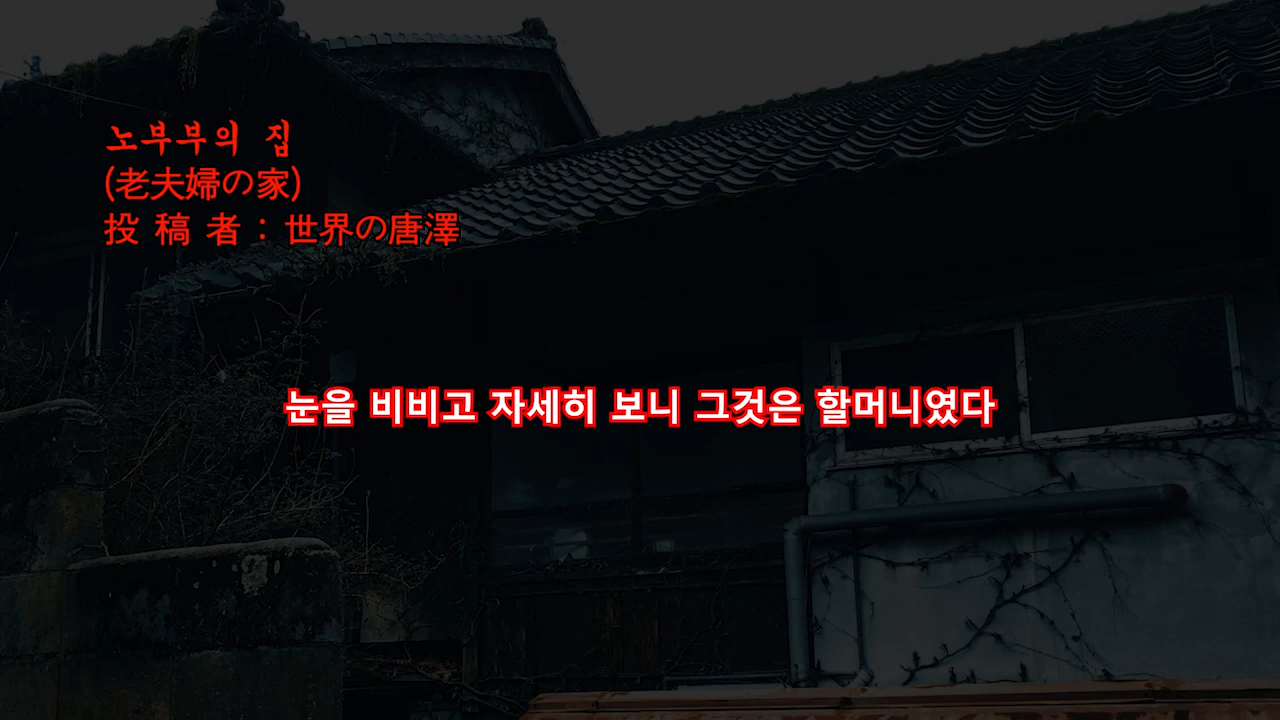 노부부의 집
(老夫婦の家)
投稿者：世界の唐澤
눈을 비비고 자세히 보니 그것은 할머니였다